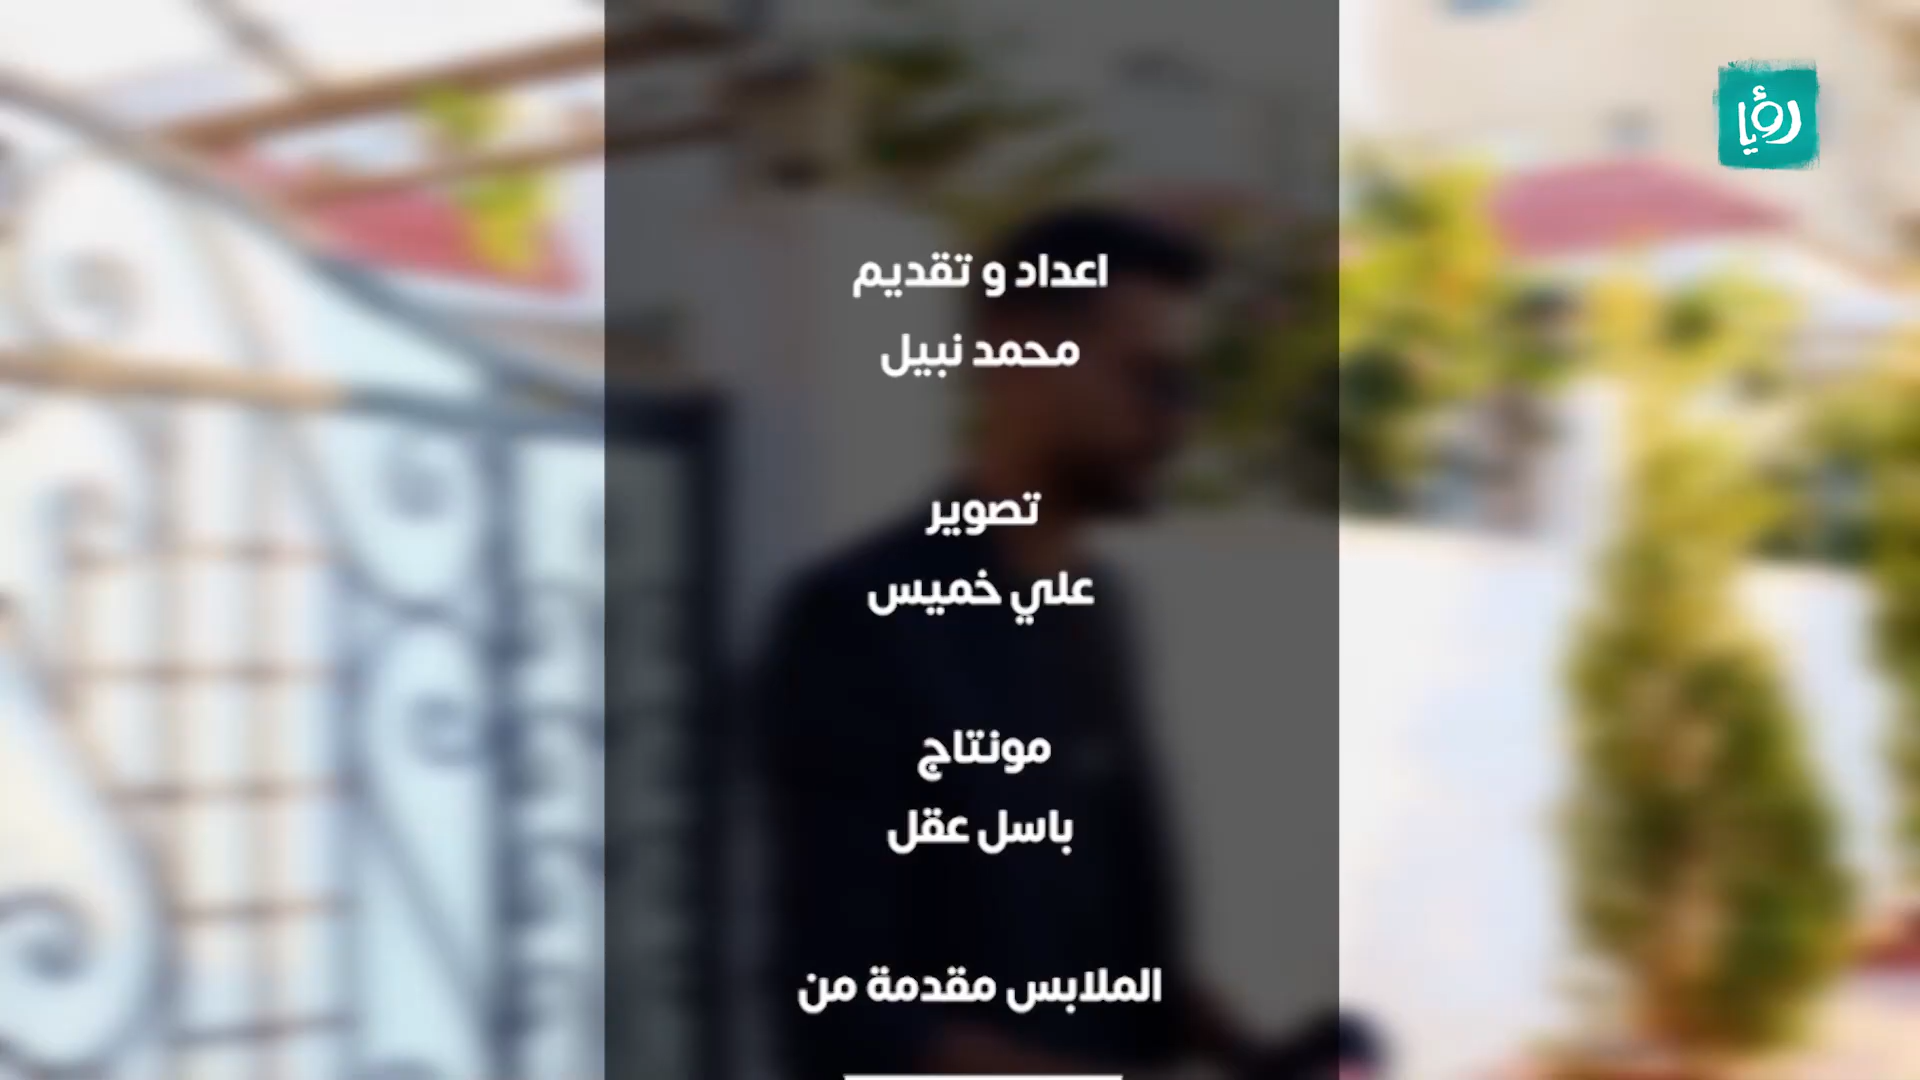 رؤيا
اعداد و تقديم
محمد نبيل
تصوير
علي خميس
مونتاج
باسل عقل
الملابس مقدمة من